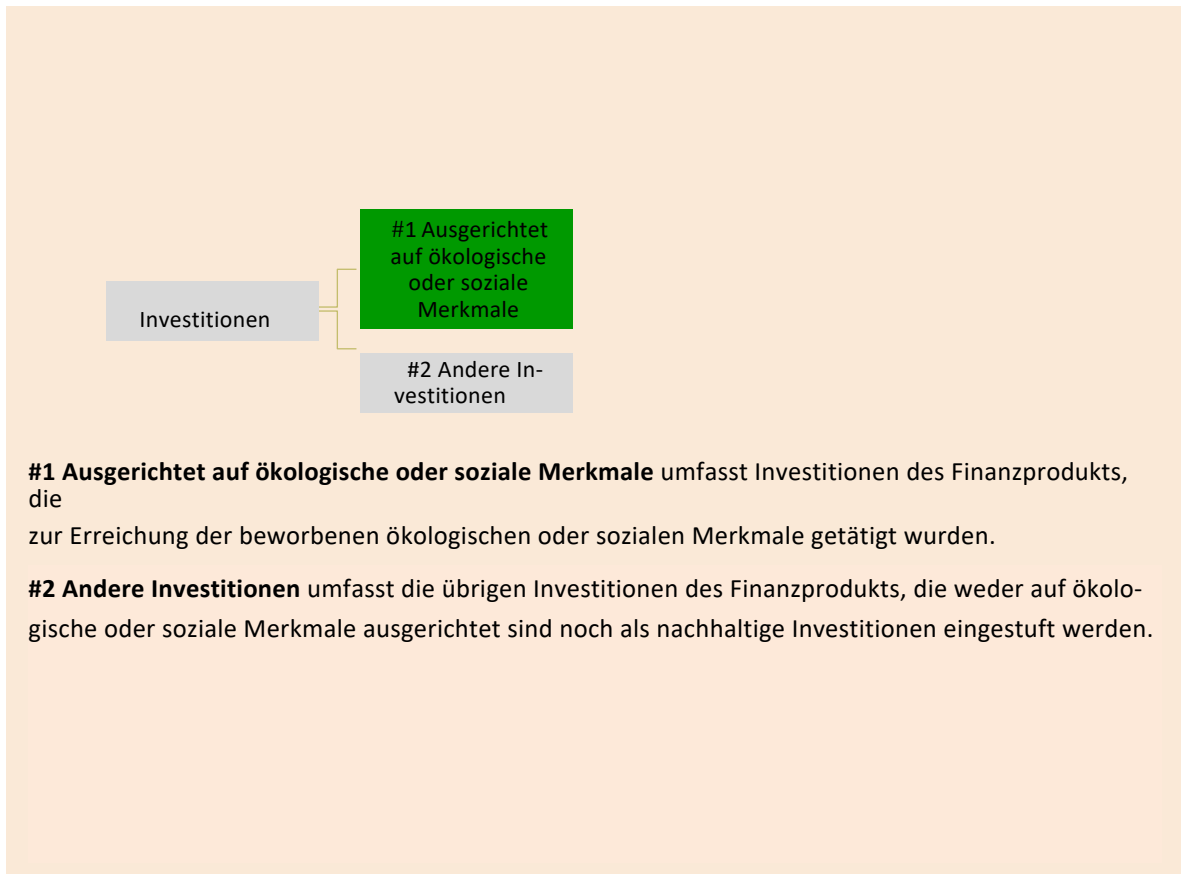 #1 Ausgerichtet
auf ökologische
oder soziale
Merkmale
Investitionen
#2 Andere In-
vestitionen
#1 Ausgerichtet auf ökologische oder soziale Merkmale umfasst Investitionen des Finanzprodukts,
die
zur Erreichung der beworbenen ökologischen oder sozialen Merkmale getätigt wurden.
#2 Andere Investitionen umfasst die übrigen Investitionen des Finanzprodukts, die weder auf ökolo-
gische oder soziale Merkmale ausgerichtet sind noch als nachhaltige Investitionen eingestuft werden.